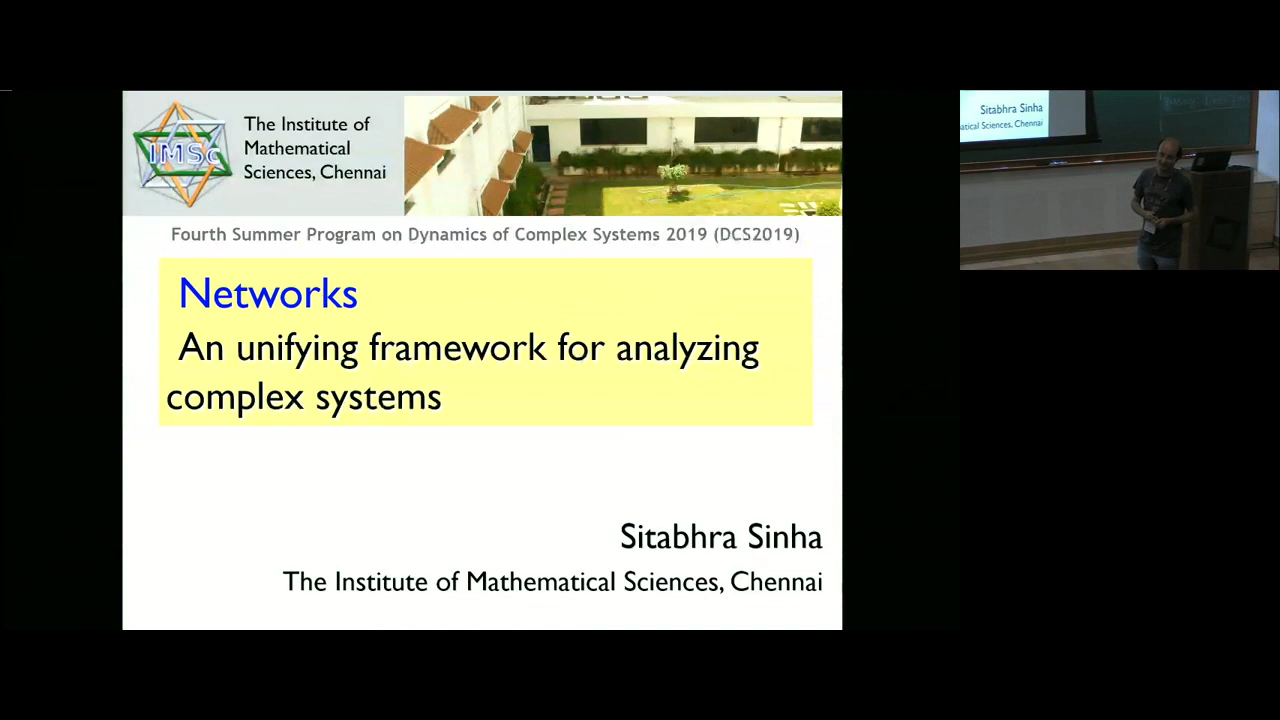 The Institute of
Mathematical
Sciences, Chennai
IMSc
Fourth Summer Program on Dynamics of Complex Systems 2019 (DCS2019)
Networks
An unifying framework for analyzing
complex systems
Sitabhra Sinha
The Institute of Mathematical Sciences, Chennai
Sitabhra Sinha
atical Sciences, Chennai